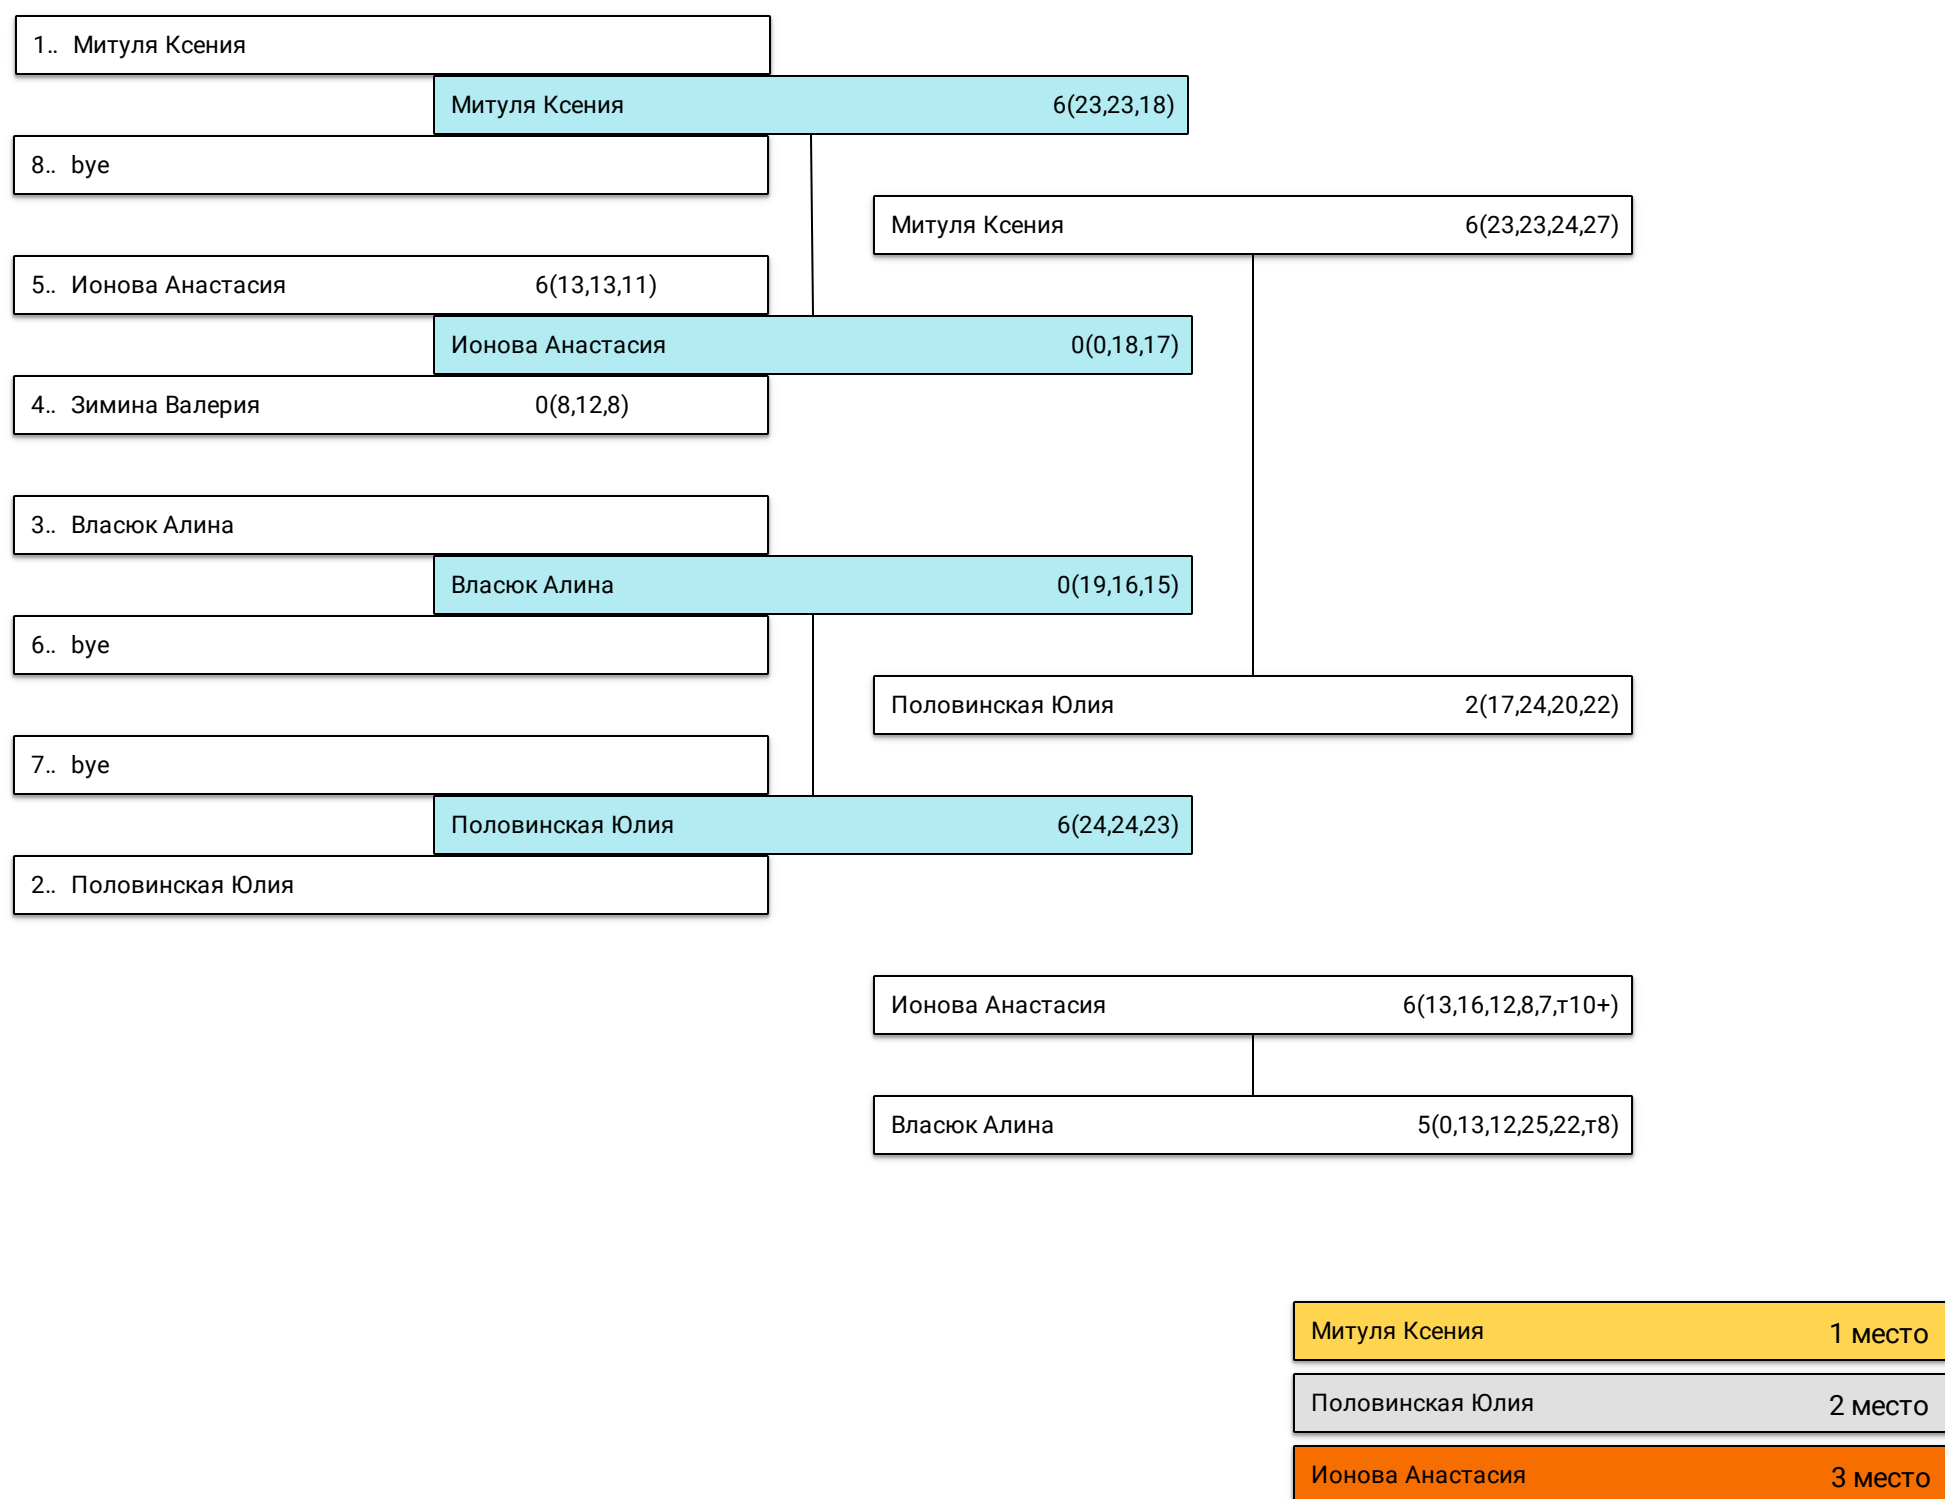 1.. Митуля Ксения
Митуля Ксения 6(23,23,18)
8.. bye
Митуля Ксения 6(23,23,24,27)
5.. Ионова Анастасия 6(13,13,11)
Ионова Анастасия 0(0,18,17)
4.. Зимина Валерия 0(8,12,8)
3.. Власюк Алина
Власюк Алина 0(19,16,15)
6.. bye
Половинская Юлия 2(17,24,20,22)
7.. bye
Половинская Юлия 6(24,24,23)
2.. Половинская Юлия
Ионова Анастасия 6(13,16,12,8,7,т10+)
Власюк Алина 5(0,13,12,25,22,т8)
Митуля Ксения 1 место
Половинская Юлия 2 место
Ионова Анастасия 3 место